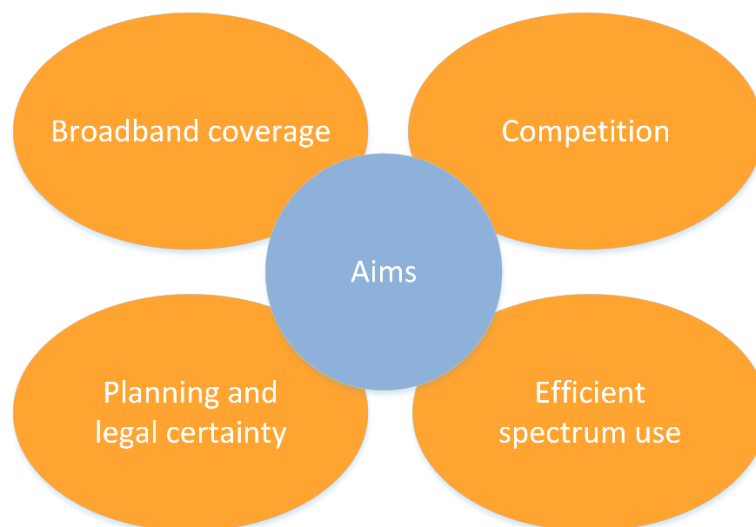 Broadband coverage
Competition
Aims
Planning and
legal certainty
Efficient
spectrum use